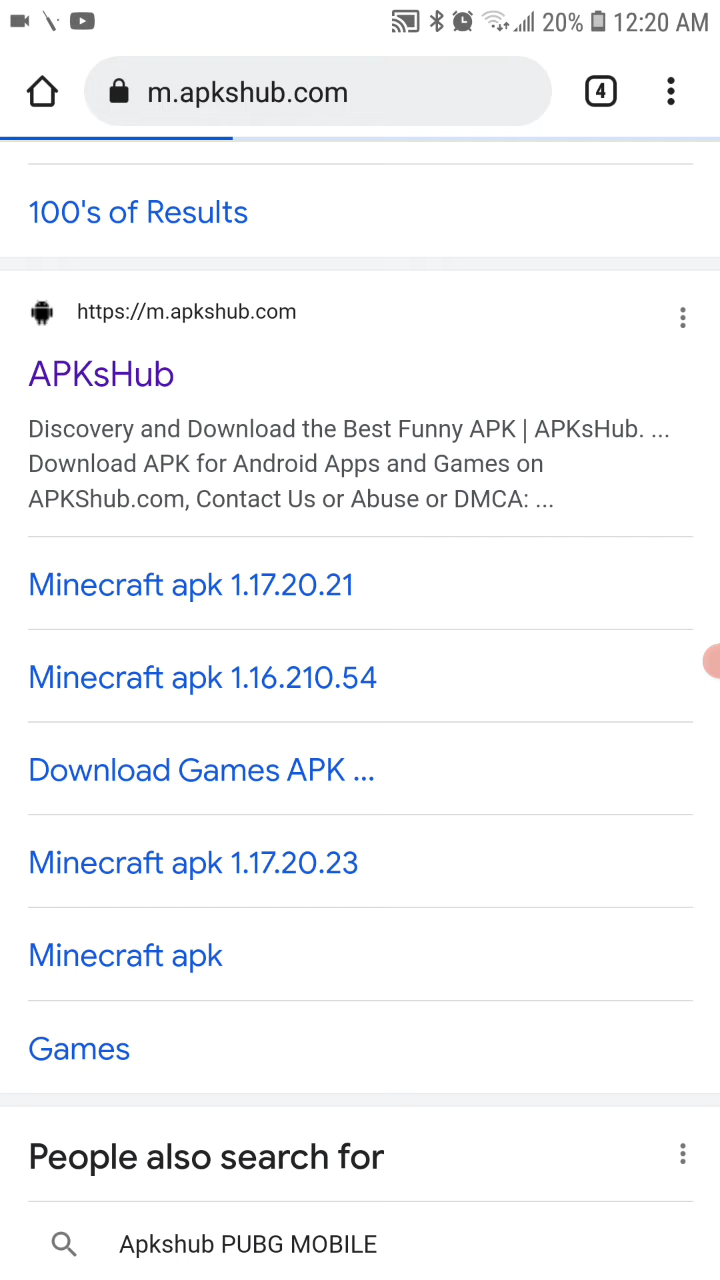 20% 12:20 AM
m.apkshub.com 4
100's of Results
https://m.apkshub.com
APKsHub
Discovery and Download the Best Funny APK | APKsHub. ...
Download APK for Android Apps and Games on
APKShub.com, Contact Us or Abuse or DMCA: ...
Minecraft apk 1.17.20.21
Minecraft apk 1.16.210.54
Download Games APK ...
Minecraft apk 1.17.20.23
Minecraft apk
Games
People also search for
Apkshub PUBG MOBILE